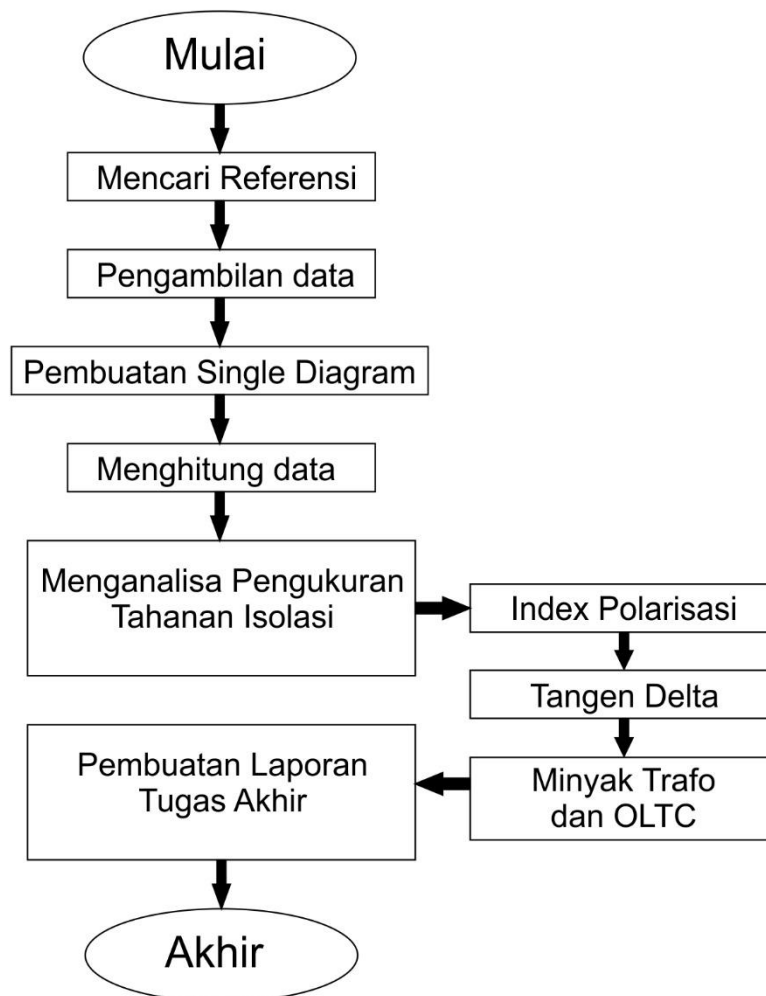 Mulai
Mencari Referensi
Pengambilan data
Pembuatan Single Diagram
Menghitung data
Menganalisa Pengukuran
Tahanan Isolasi
Index Polarisasi
Tangen Delta
Minyak Trafo
dan OLTC
Pembuatan Laporan
Tugas Akhir
Akhir